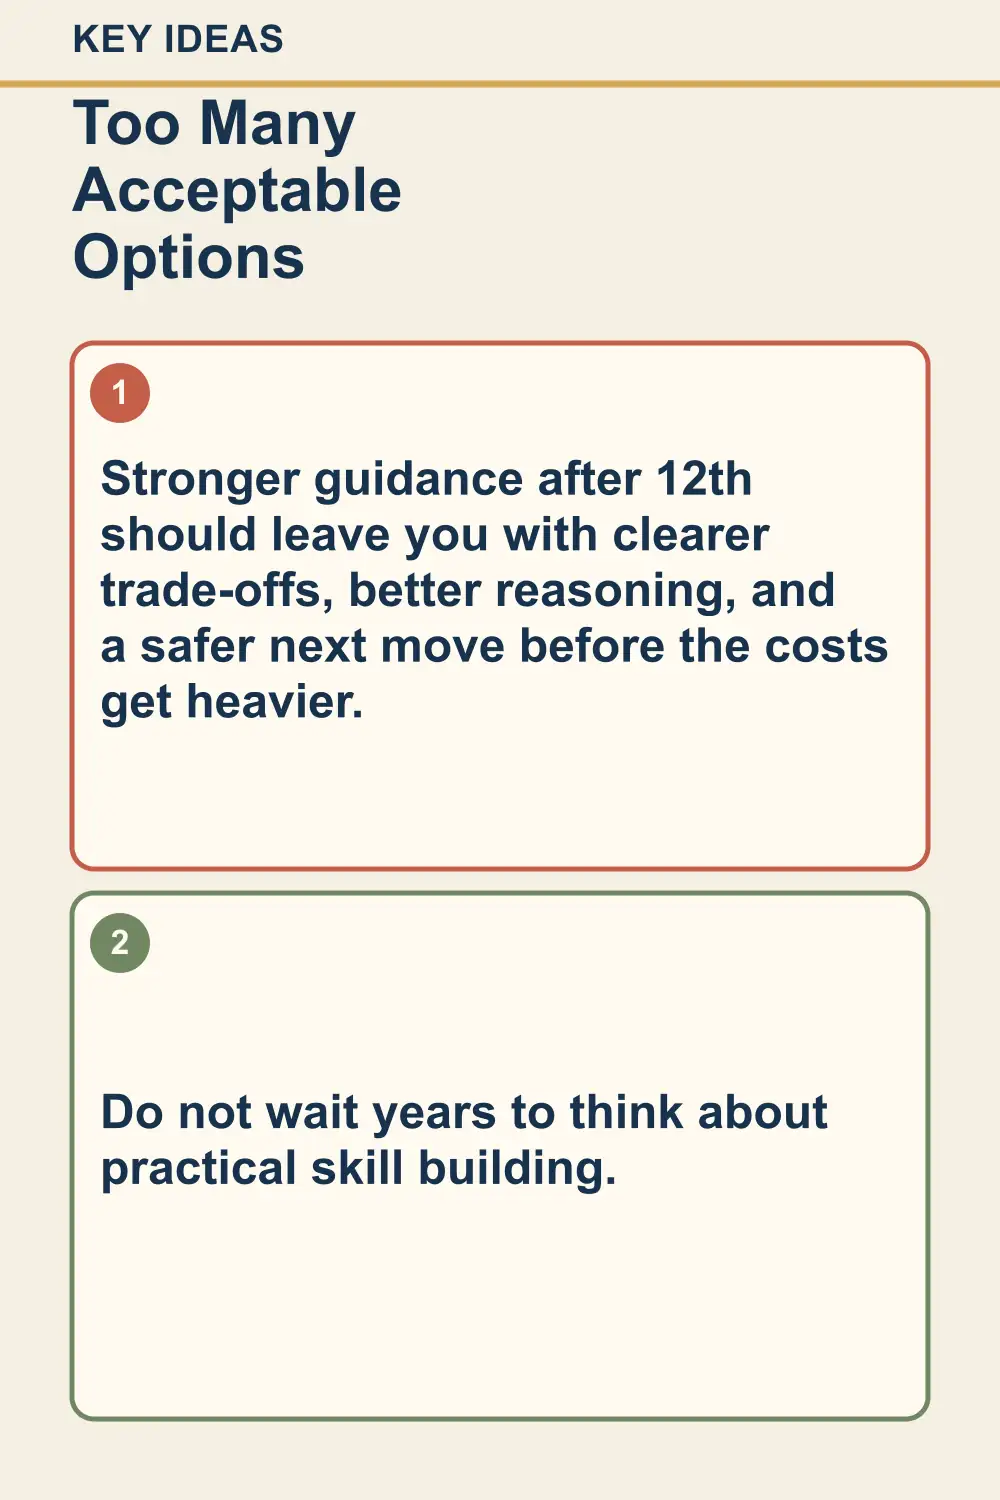 KEY IDEAS
Too Many
Acceptable
Options
1
Stronger guidance after 12th
should leave you with clearer
trade-offs, better reasoning, and
a safer next move before the costs
get heavier.
2
Do not wait years to think about
practical skill building.